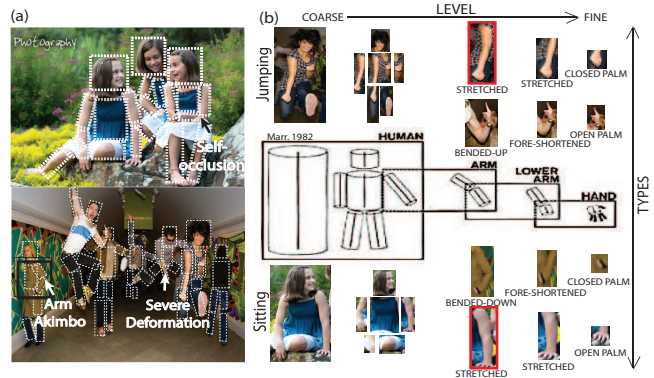 (a)
Photography
Self-
occlusion
Arm
Akimbo
Severe
Deformation
(b)
LEVEL
COARSE
FINE
Jumping
STRETCHED
STRETCHED
CLOSED PALM
BENDED-UP
FORE-SHORTENED
OPEN PALM
Marr. 1982
HUMAN
ARM
LOWER
ARM
HAND
TYPES
Sitting
BENDED-DOWN
FORE-SHORTENED
CLOSED PALM
STRETCHED
STRETCHED
OPEN PALM